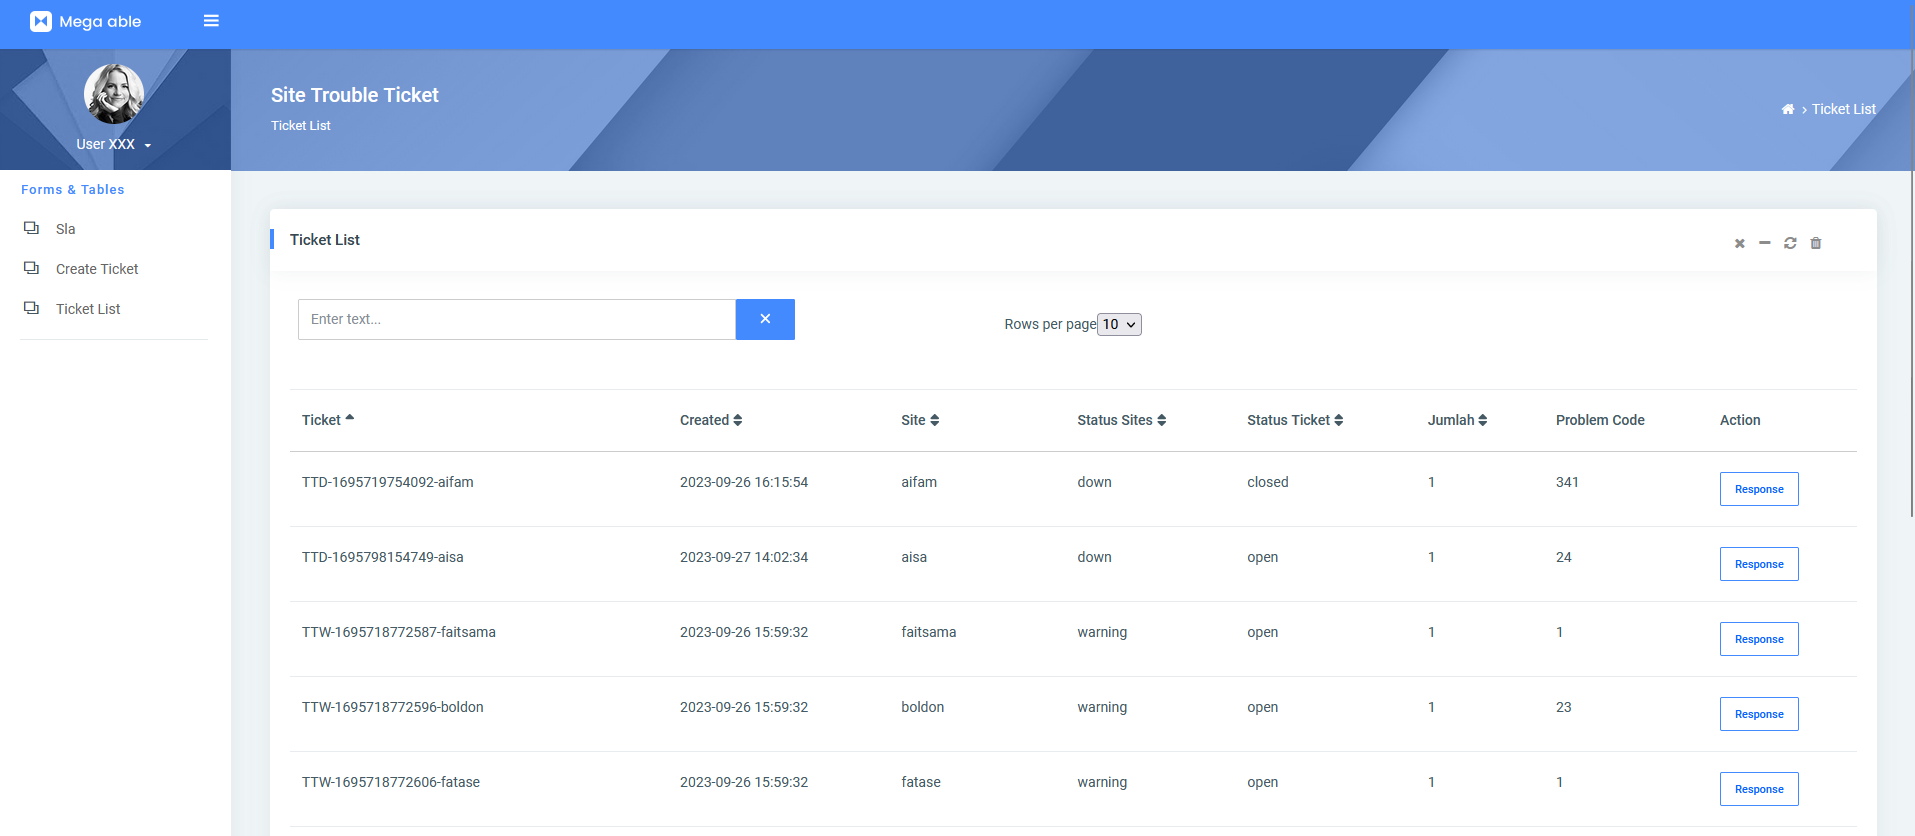 Mega able
User XXX
Forms & Tables
Sla
Create Ticket
Ticket List
Site Trouble Ticket
Ticket List
Ticket List
Ticket List
Enter text...
Rows per page 10
Ticket Created Site Status Sites Status Ticket Jumlah Problem Code Action
TTD-1695719754092-aifam 2023-09-26 16:15:54 aifam down closed 1 341 Response
TTD-1695798154749-aisa 2023-09-27 14:02:34 aisa down open 1 24 Response
TTW-1695718772587-faitsama 2023-09-26 15:59:32 faitsama warning open 1 1 Response
TTW-1695718772596-boldon 2023-09-26 15:59:32 boldon warning open 1 23 Response
TTW-1695718772606-fatase 2023-09-26 15:59:32 fatase warning open 1 1 Response